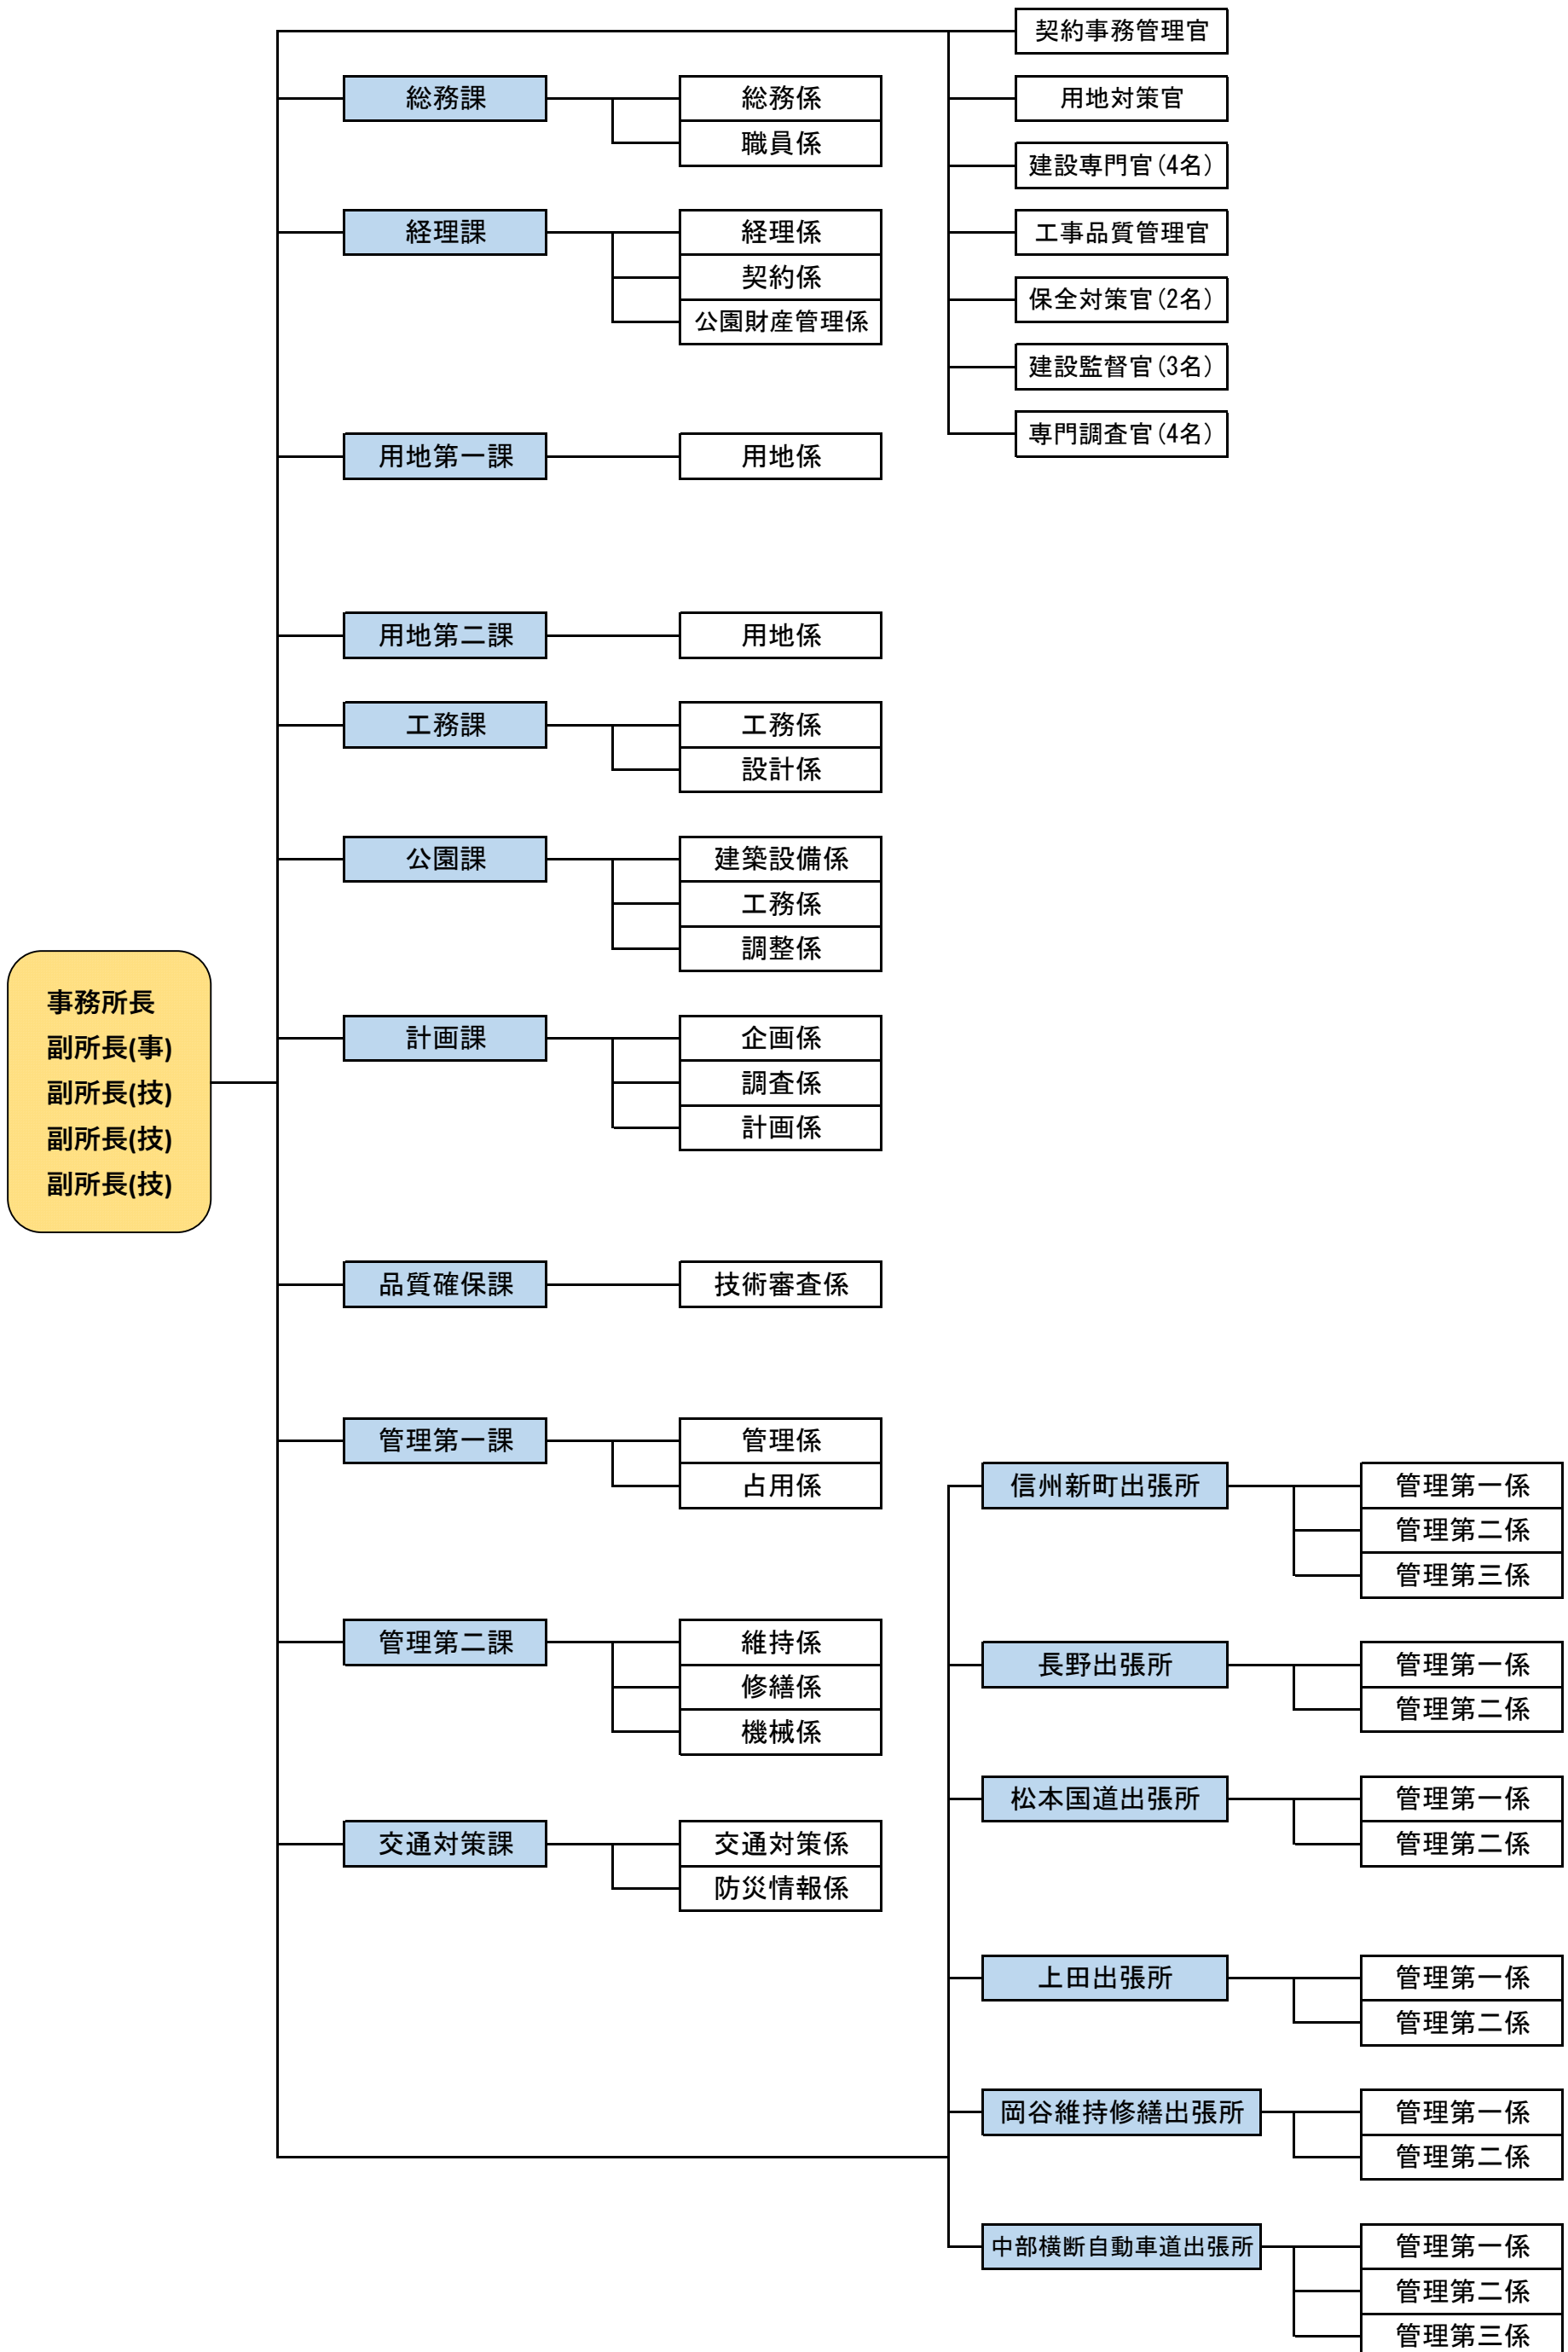 契約事務管理官
用地対策官
建設専門官(4名)
工事品質管理官
保全対策官(2名)
建設監督官(3名)
専門調査官(4名)
総務課
総務係
職員係
経理課
経理係
契約係
公園財産管理係
用地第一課
用地係
用地第二課
用地係
工務課
工務係
設計係
公園課
建築設備係
工務係
調整係
事務所長
副所長(事)
副所長(技)
副所長(技)
副所長(技)
計画課
企画係
調査係
計画係
品質確保課
技術審査係
管理第一課
管理係
占用係
管理第二課
維持係
修繕係
機械係
交通対策課
交通対策係
防災情報係
信州新町出張所
管理第一係
管理第二係
管理第三係
長野出張所
管理第一係
管理第二係
松本国道出張所
管理第一係
管理第二係
上田出張所
管理第一係
管理第二係
岡谷維持修繕出張所
管理第一係
管理第二係
中部横断自動車道出張所
管理第一係
管理第二係
管理第三係